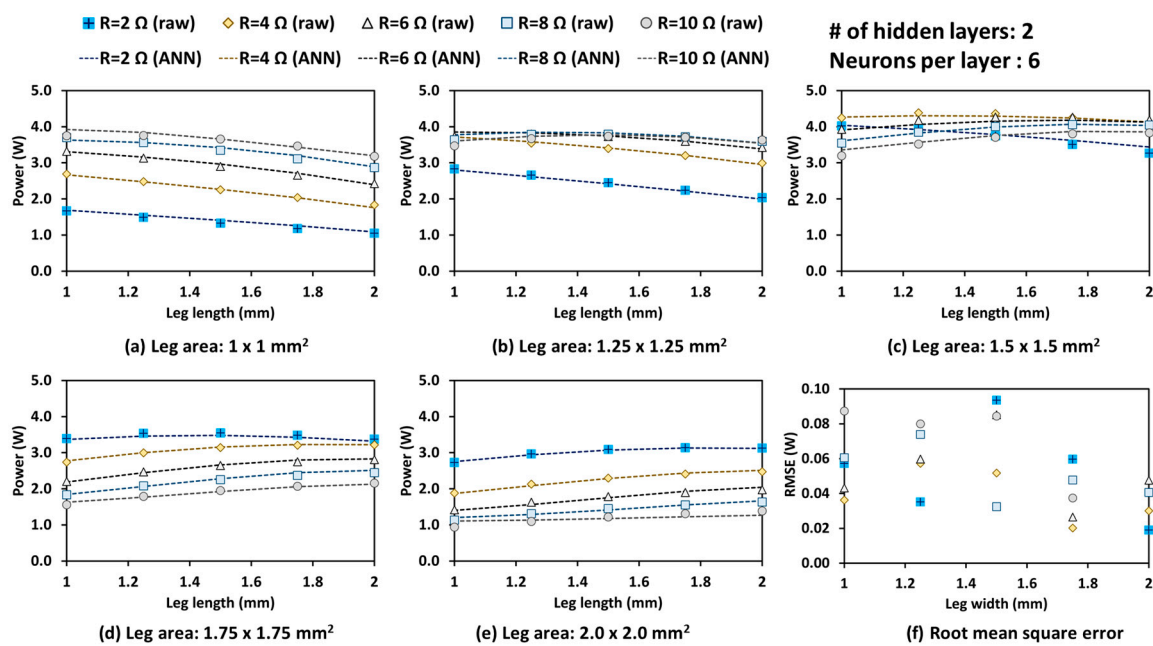 R=2 Ω (raw) R=4 Ω (raw) R=6 Ω (raw) R=8 Ω (raw) R=10 Ω (raw)
R=2 Ω (ANN) R=4 Ω (ANN) R=6 Ω (ANN) R=8 Ω (ANN) R=10 Ω (ANN)
# of hidden layers: 2
Neurons per layer : 6
Power (W)
5.0
4.0
3.0
2.0
1.0
0.0
1 1.2 1.4 1.6 1.8 2
Leg length (mm)
(a) Leg area: 1 x 1 mm²
Power (W)
5.0
4.0
3.0
2.0
1.0
0.0
1 1.2 1.4 1.6 1.8 2
Leg length (mm)
(b) Leg area: 1.25 x 1.25 mm²
Power (W)
5.0
4.0
3.0
2.0
1.0
0.0
1 1.2 1.4 1.6 1.8 2
Leg length (mm)
(c) Leg area: 1.5 x 1.5 mm²
Power (W)
5.0
4.0
3.0
2.0
1.0
0.0
1 1.2 1.4 1.6 1.8 2
Leg length (mm)
(d) Leg area: 1.75 x 1.75 mm²
Power (W)
5.0
4.0
3.0
2.0
1.0
0.0
1 1.2 1.4 1.6 1.8 2
Leg length (mm)
(e) Leg area: 2.0 x 2.0 mm²
RMSE (W)
0.10
0.08
0.06
0.04
0.02
0.00
1 1.2 1.4 1.6 1.8 2
Leg width (mm)
(f) Root mean square error